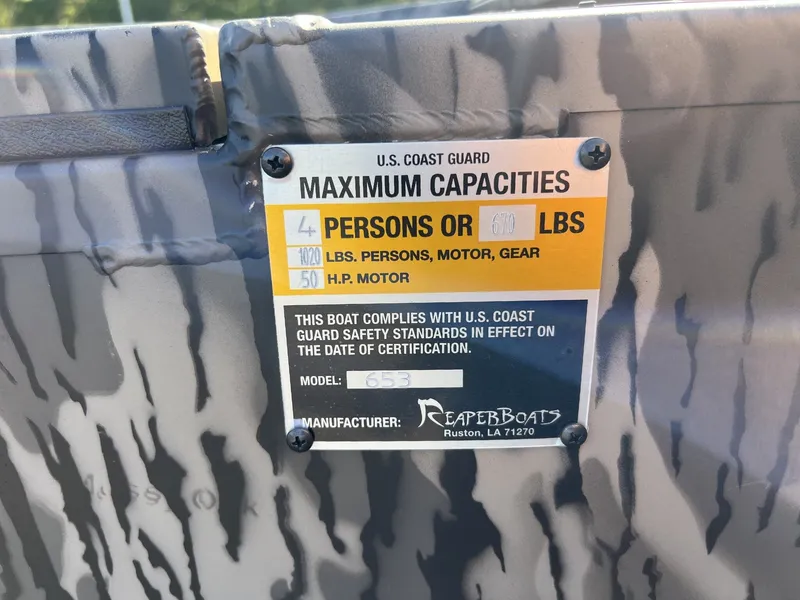 U.S. COAST GUARD
MAXIMUM CAPACITIES
4 PERSONS OR 670 LBS
1020 LBS. PERSONS, MOTOR, GEAR
50 H.P. MOTOR
THIS BOAT COMPLIES WITH U.S. COAST
GUARD SAFETY STANDARDS IN EFFECT ON
THE DATE OF CERTIFICATION.
MODEL: 653
MANUFACTURER: REAPERBOATS
Ruston, LA 71270